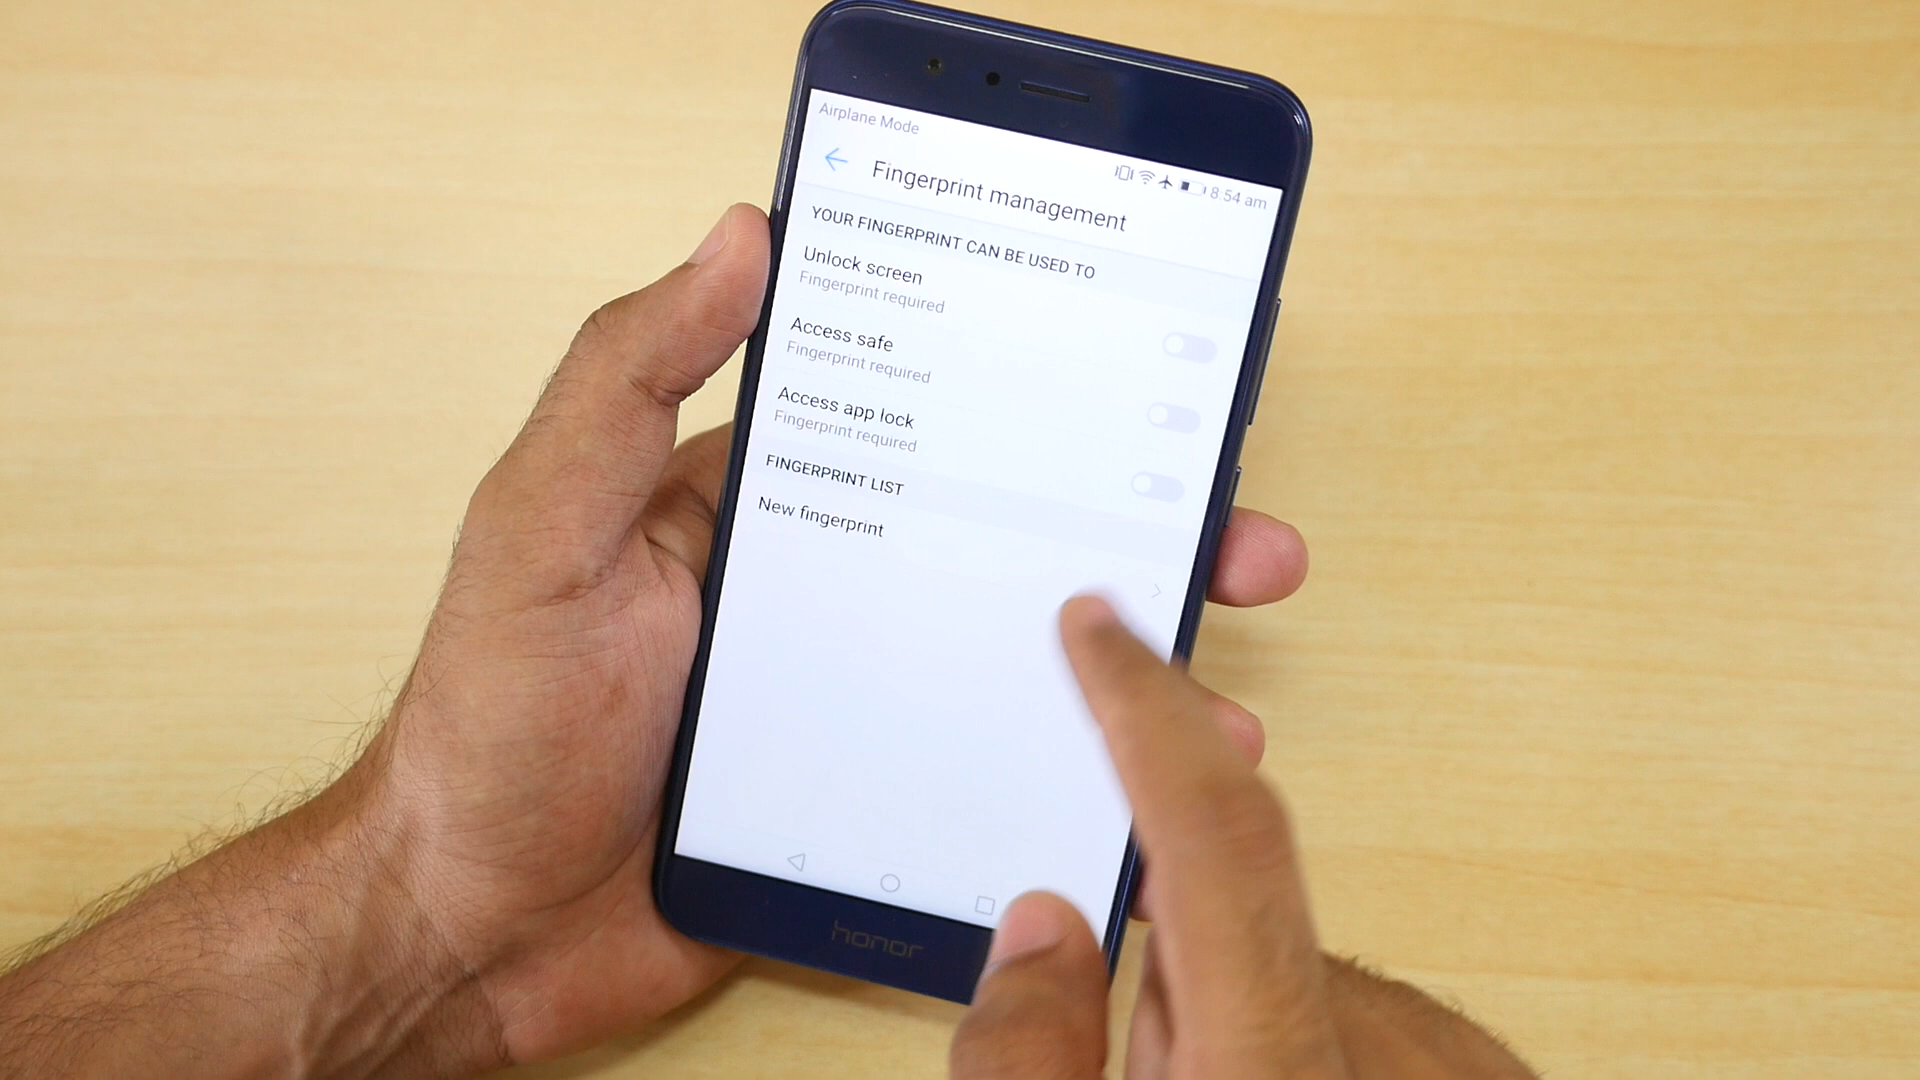 Airplane Mode
8:54 am
Fingerprint management
YOUR FINGERPRINT CAN BE USED TO
Unlock screen
Fingerprint required
Access safe
Fingerprint required
Access app lock
Fingerprint required
FINGERPRINT LIST
New fingerprint
honor